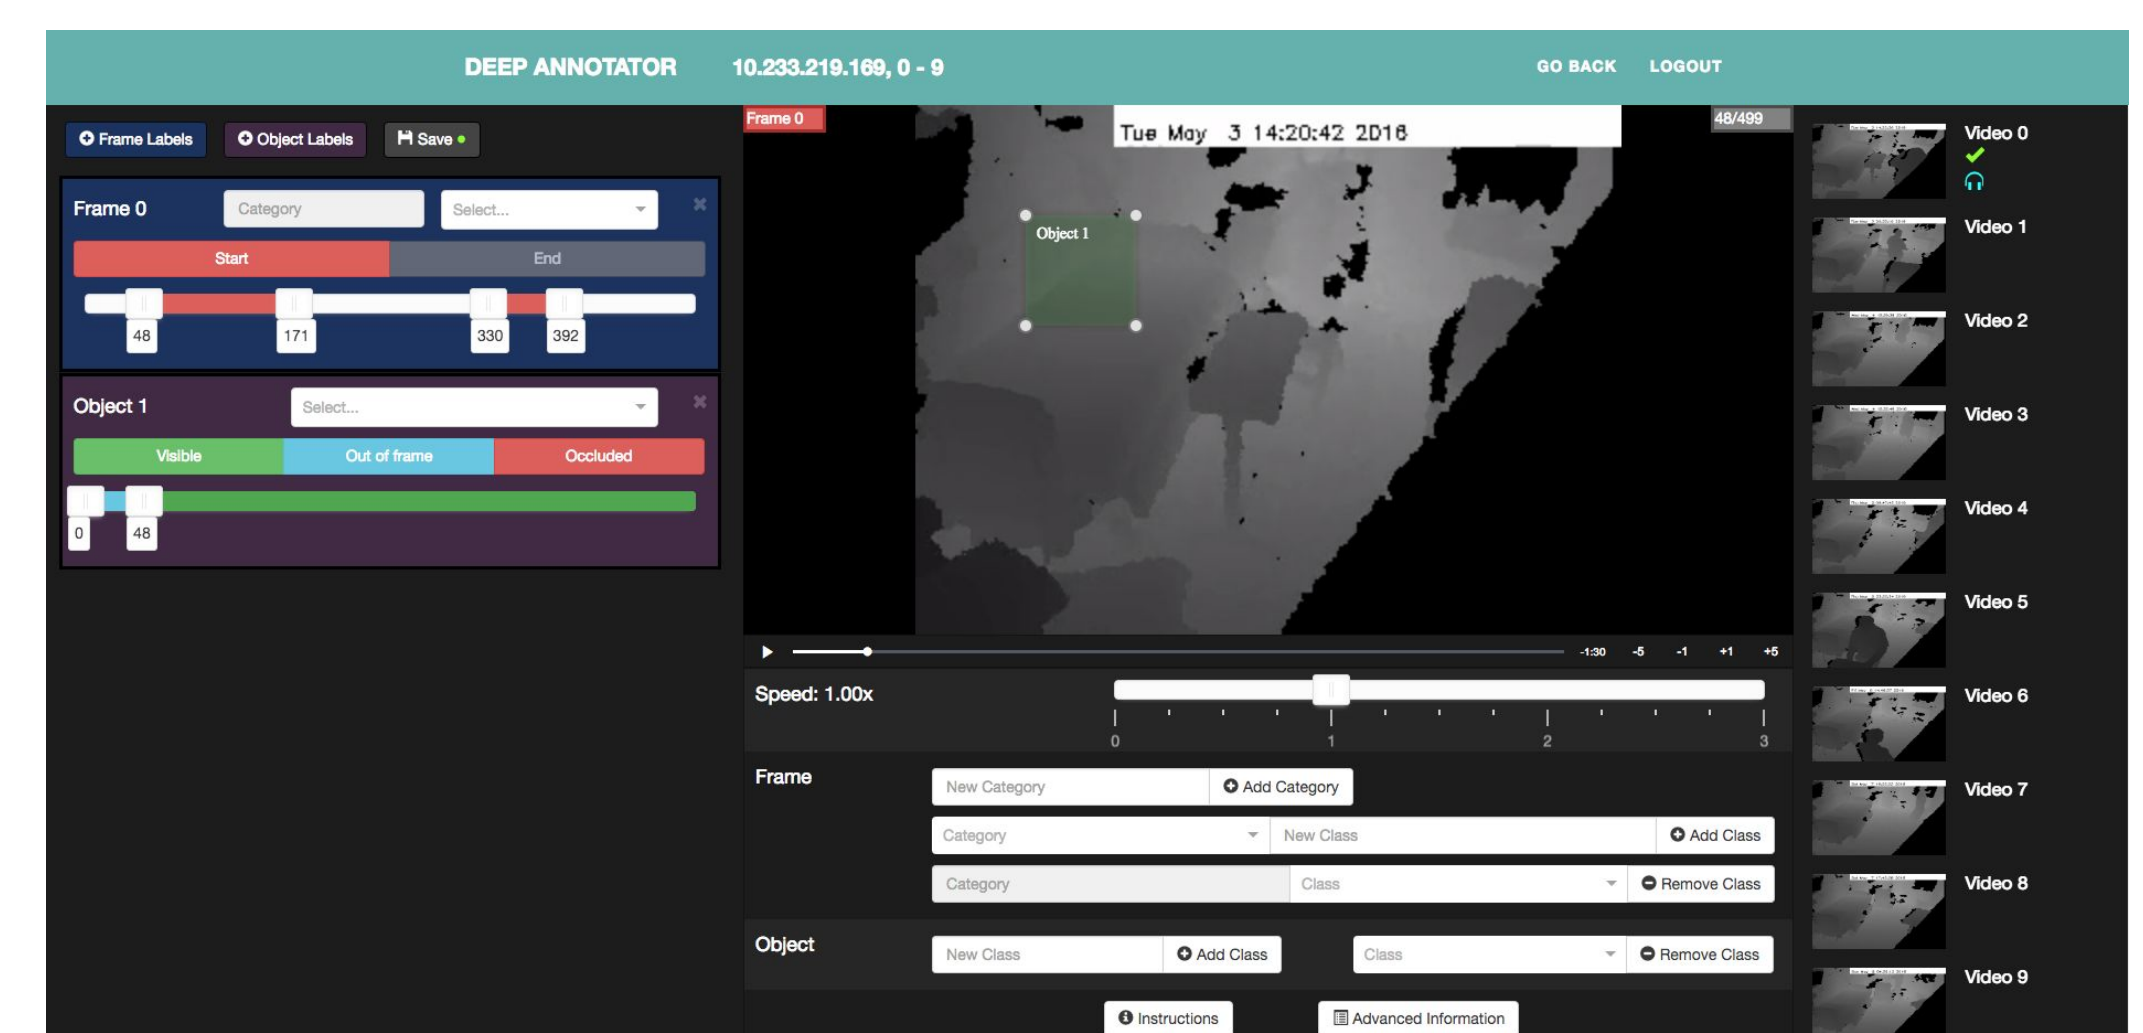 DEEP ANNOTATOR 10.233.219.169, 0 - 9 GO BACK LOGOUT
Frame Labels Object Labels Save
Frame 0 Category Select...
Start End
48 171 330 392
Object 1 Select...
Visible Out of frame Occluded
0 48
Frame 0 48/499
Tue May 3 14:20:42 2016
Object 1
-1:30 -5 -1 +1 +5
Speed: 1.00x
0 1 2 3
Frame New Category Add Category
Category New Class Add Class
Category Class Remove Class
Object New Class Add Class Class Remove Class
Instructions Advanced Information
Video 0
Video 1
Video 2
Video 3
Video 4
Video 5
Video 6
Video 7
Video 8
Video 9